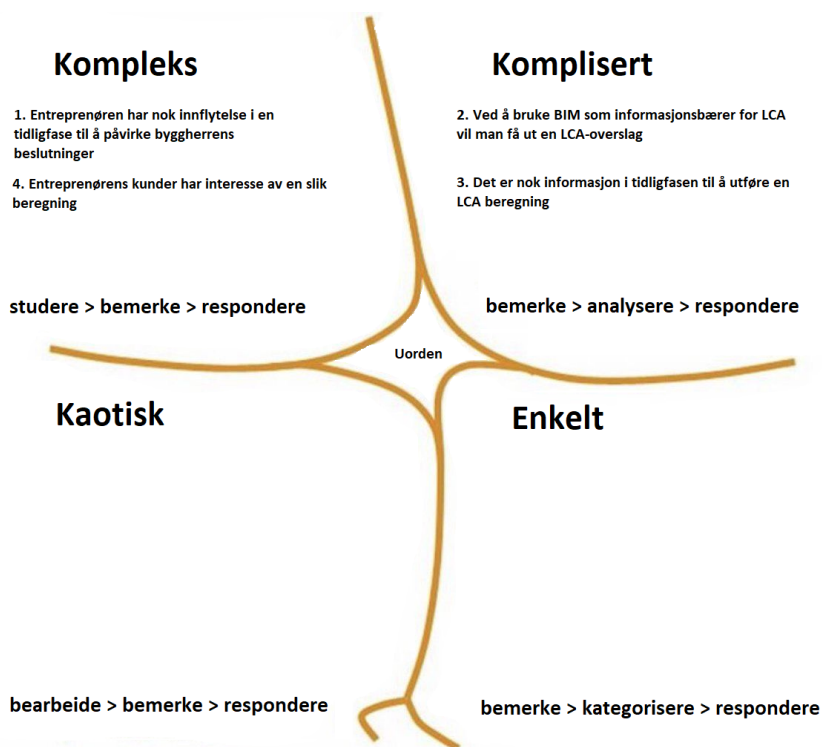 Kompleks
1. Entreprenøren har nok innflytelse i en
tidligfase til å påvirke byggherrens
beslutninger
4. Entreprenørens kunder har interesse av en slik
beregning
studere > bemerke > respondere
Komplisert
2. Ved å bruke BIM som informasjonsbærer for LCA
vil man få ut en LCA-overslag
3. Det er nok informasjon i tidligfasen til å utføre en
LCA beregning
bemerke > analysere > respondere
Uorden
Kaotisk
bearbeide > bemerke > respondere
Enkelt
bemerke > kategorisere > respondere